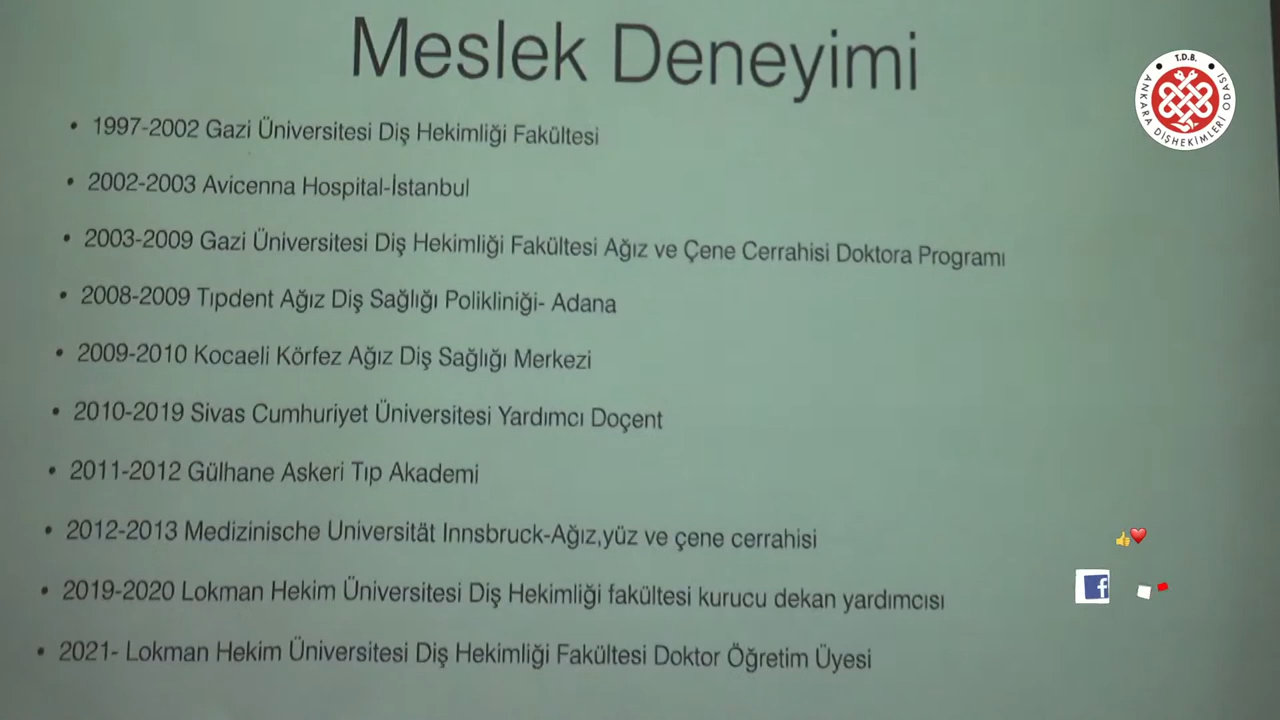 Meslek Deneyimi
T.D.B.
ANKARA DİŞHEKİMLERİ ODASI
• 1997-2002 Gazi Üniversitesi Diş Hekimliği Fakültesi
• 2002-2003 Avicenna Hospital-İstanbul
• 2003-2009 Gazi Üniversitesi Diş Hekimliği Fakültesi Ağız ve Çene Cerrahisi Doktora Programı
• 2008-2009 Tıpdent Ağız Diş Sağlığı Polikliniği- Adana
• 2009-2010 Kocaeli Körfez Ağız Diş Sağlığı Merkezi
• 2010-2019 Sivas Cumhuriyet Üniversitesi Yardımcı Doçent
• 2011-2012 Gülhane Askeri Tıp Akademi
• 2012-2013 Medizinische Universität Innsbruck-Ağız,yüz ve çene cerrahisi
• 2019-2020 Lokman Hekim Üniversitesi Diş Hekimliği fakültesi kurucu dekan yardımcısı
• 2021- Lokman Hekim Üniversitesi Diş Hekimliği Fakültesi Doktor Öğretim Üyesi